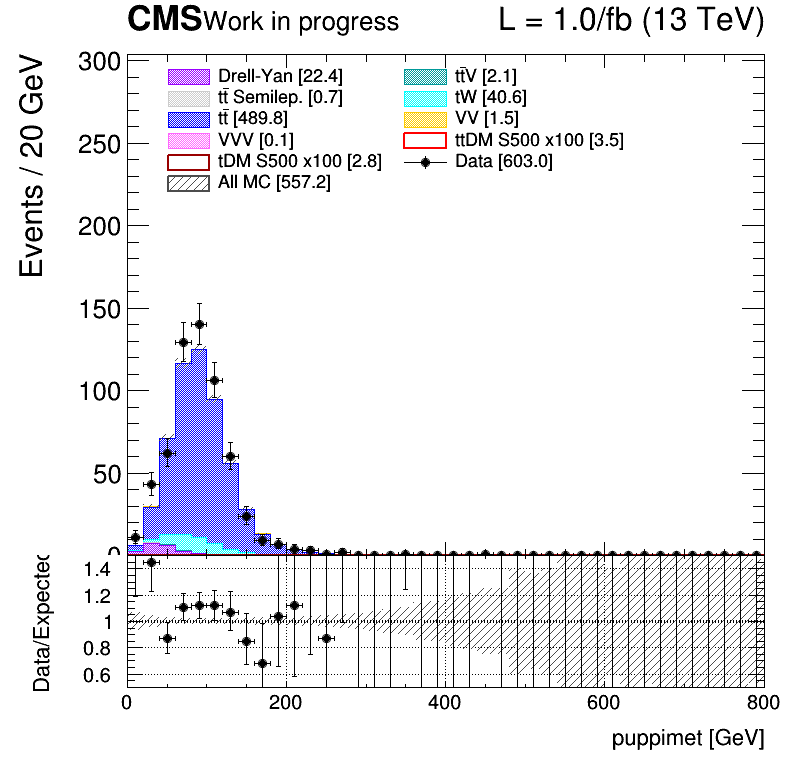 CMS Work in progress L = 1.0/fb (13 TeV)
Events / 20 GeV
300
250
200
150
100
50
0
Drell-Yan [22.4] tt̄V [2.1]
tt̄ Semilep. [0.7] tW [40.6]
tt̄ [489.8] VV [1.5]
VVV [0.1] ttDM S500 x100 [3.5]
tDM S500 x100 [2.8] Data [603.0]
All MC [557.2]
Data/Expected
1.4
1.2
1
0.8
0.6
0 200 400 600 800
puppimet [GeV]